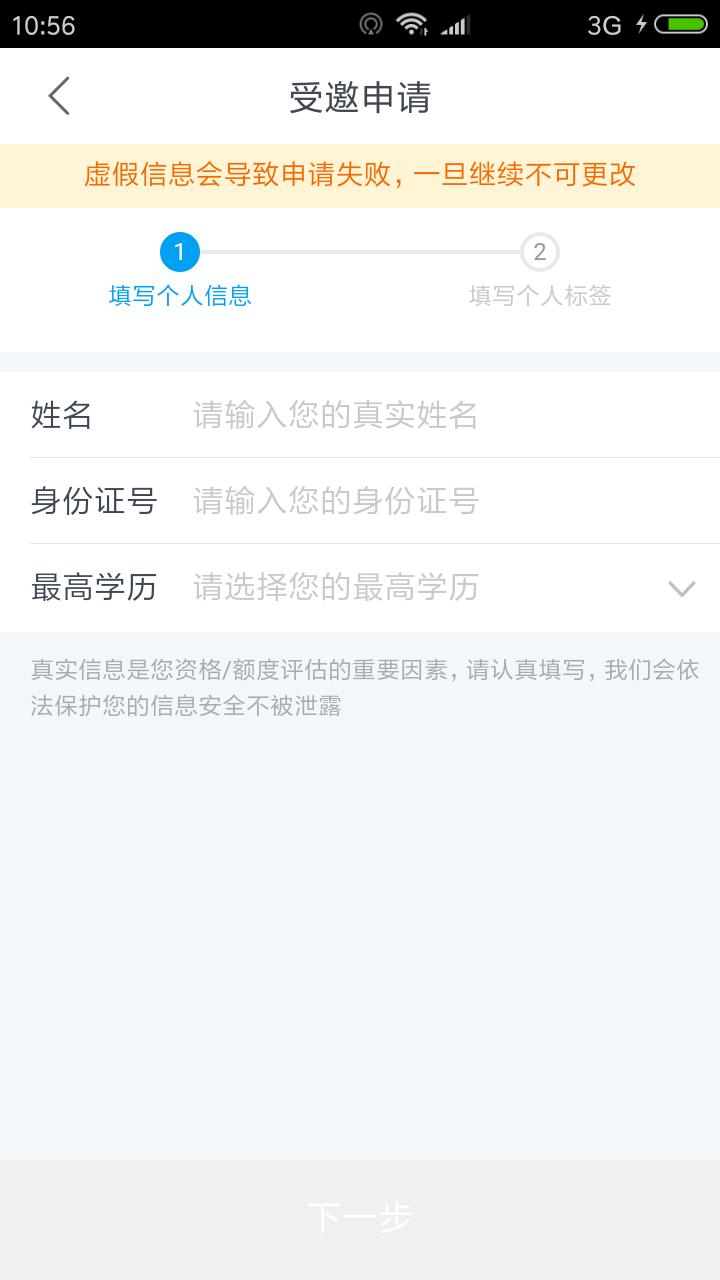 10:56
3G
受邀申请
虚假信息会导致申请失败，一旦继续不可更改
1
2
填写个人信息
填写个人标签
姓名
请输入您的真实姓名
身份证号
请输入您的身份证号
最高学历
请选择您的最高学历
真实信息是您资格/额度评估的重要因素，请认真填写，我们会依
法保护您的信息安全不被泄露
下一步